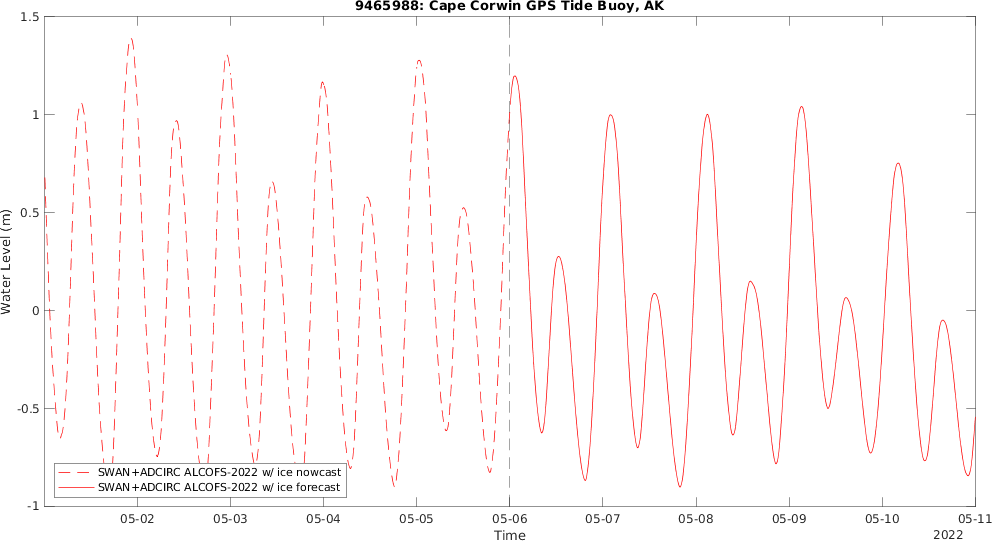 9465988: Cape Corwin GPS Tide Buoy, AK
1.5
1
0.5
0
-0.5
-1
Water Level (m)
SWAN+ADCIRC ALCOFS-2022 w/ ice nowcast
SWAN+ADCIRC ALCOFS-2022 w/ ice forecast
05-02 05-03 05-04 05-05 05-06 05-07 05-08 05-09 05-10 05-11
Time
2022